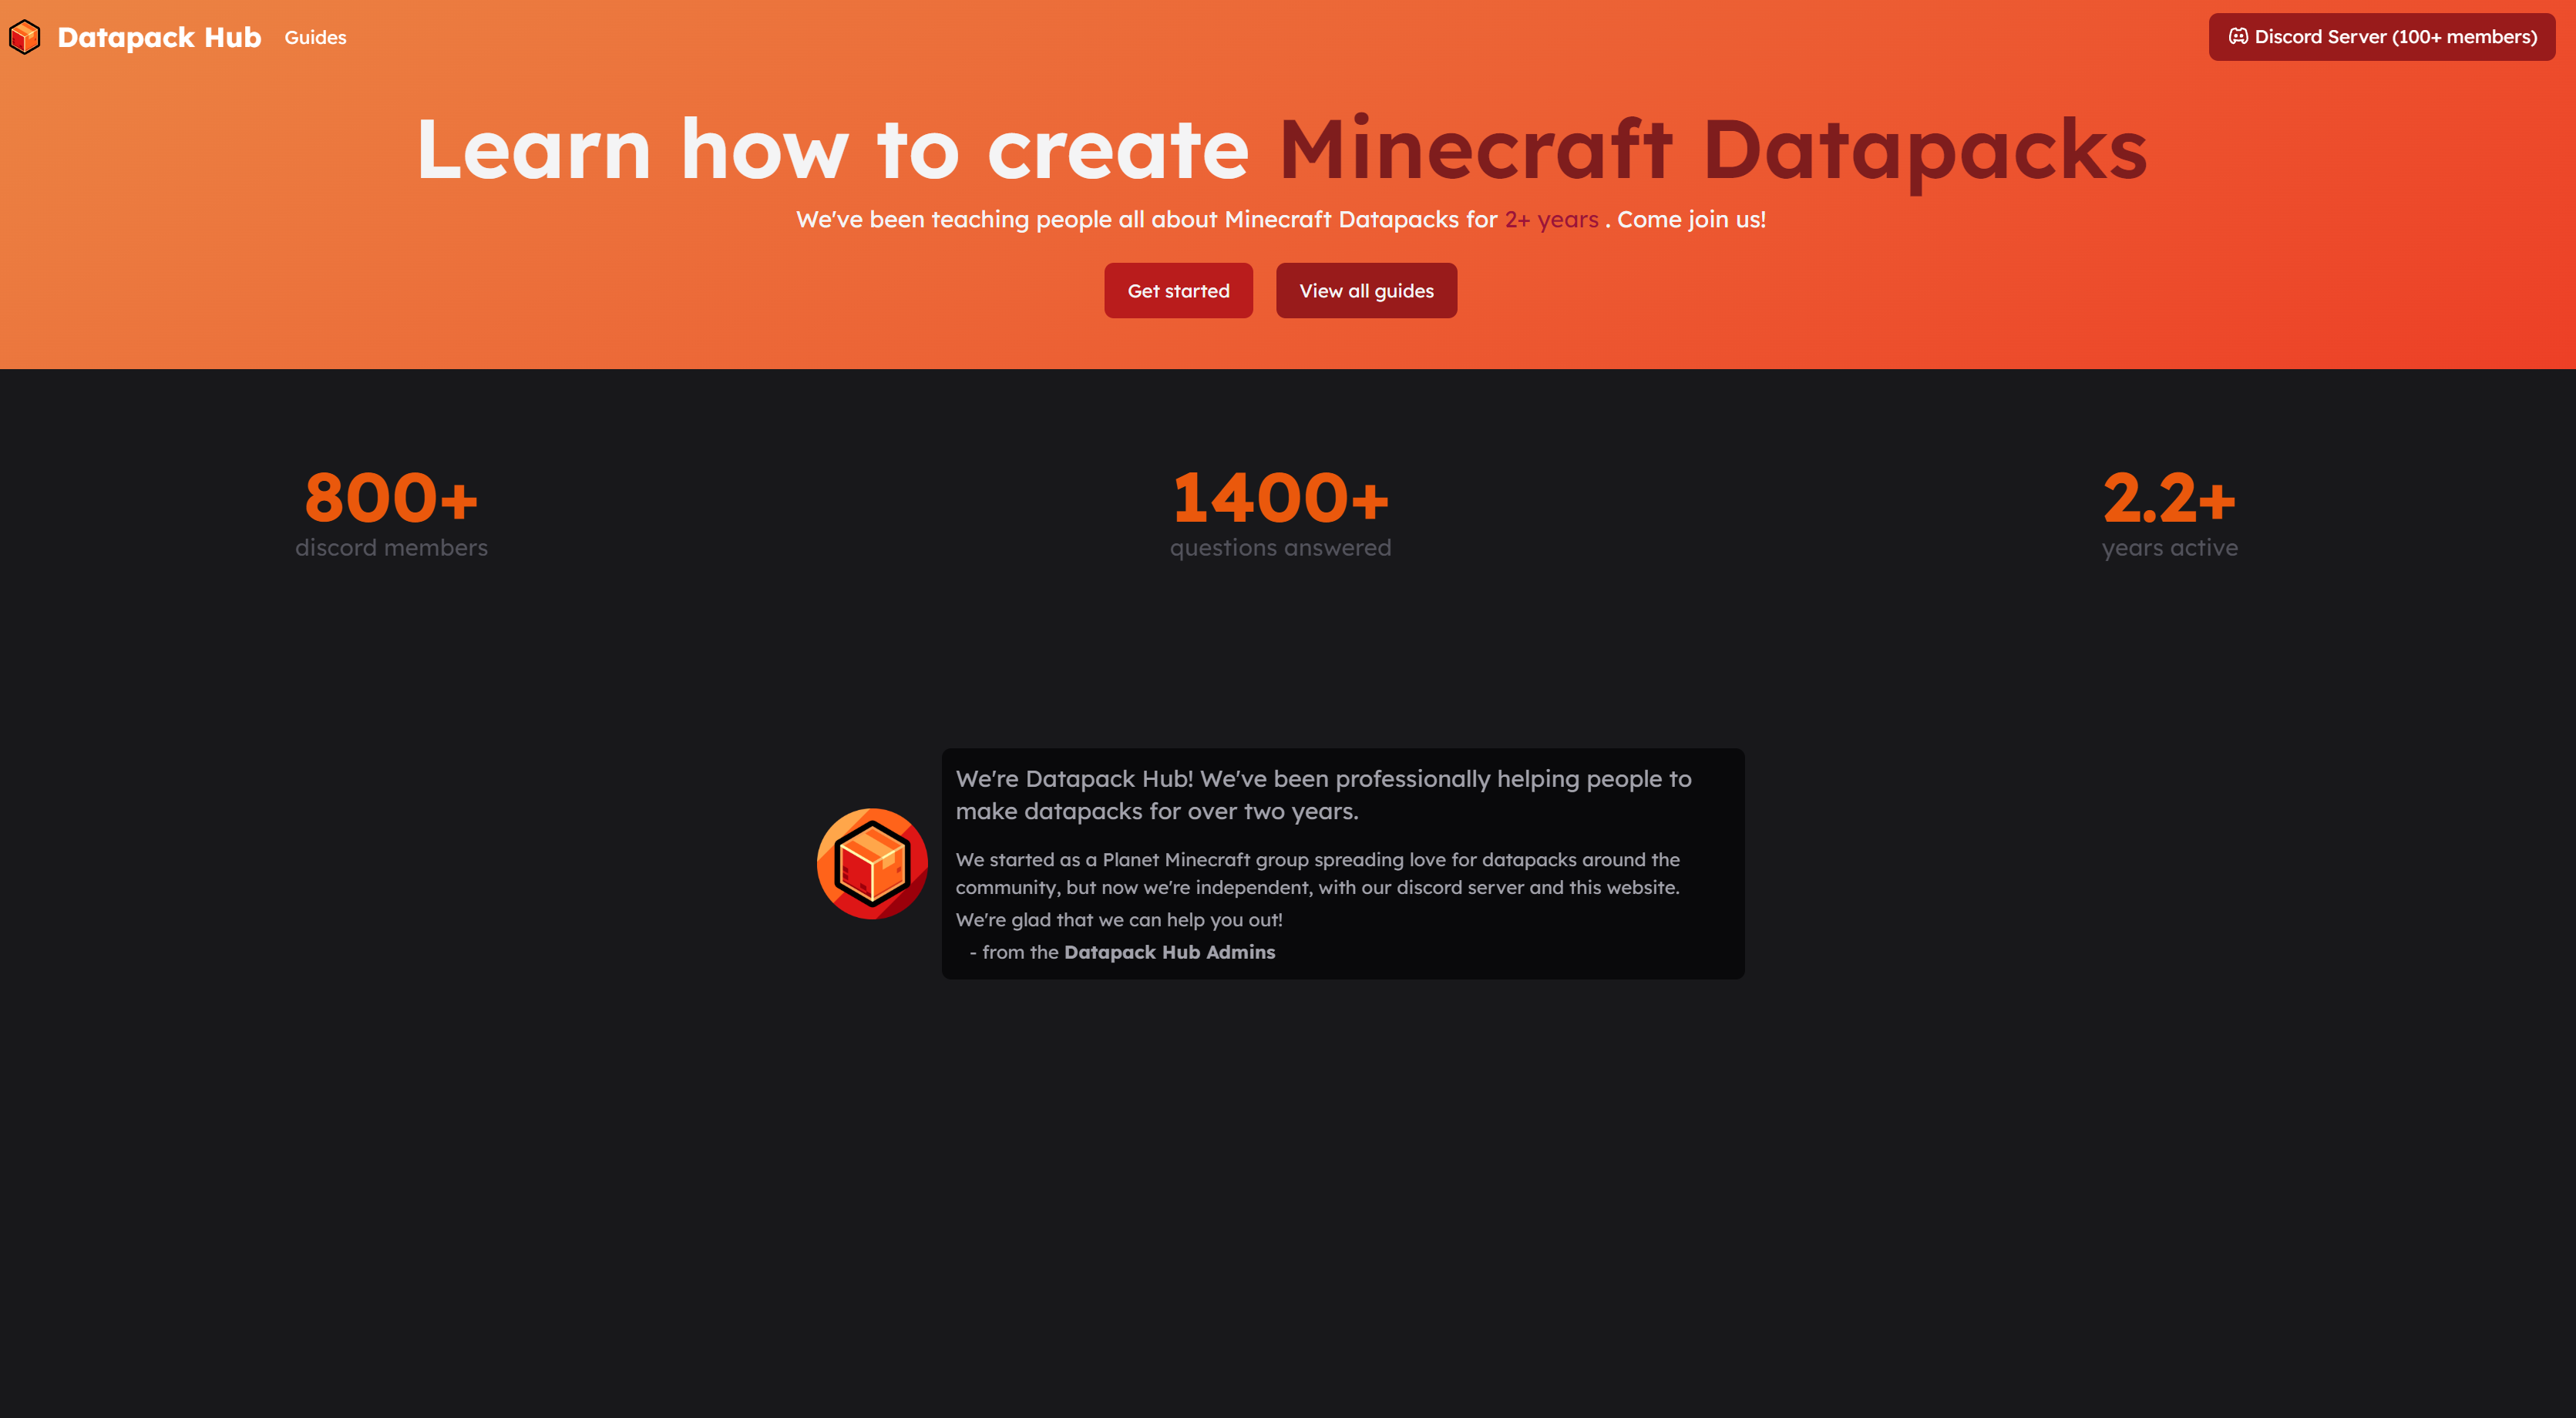 Datapack Hub
Guides
Discord Server (100+ members)
Learn how to create Minecraft Datapacks
We've been teaching people all about Minecraft Datapacks for 2+ years . Come join us!
Get started
View all guides
800+
discord members
1400+
questions answered
2.2+
years active
We're Datapack Hub! We've been professionally helping people to
make datapacks for over two years.
We started as a Planet Minecraft group spreading love for datapacks around the
community, but now we're independent, with our discord server and this website.
We're glad that we can help you out!
- from the Datapack Hub Admins